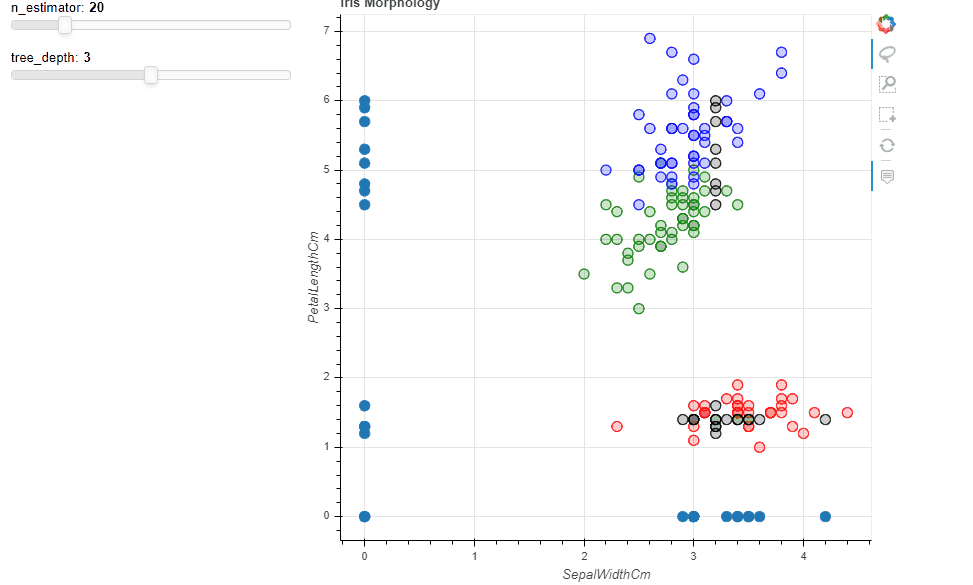 n_estimator: 20
tree_depth: 3
Iris Morphology
PetalLengthCm
7
6
5
4
3
2
1
0
0 1 2 3 4
SepalWidthCm